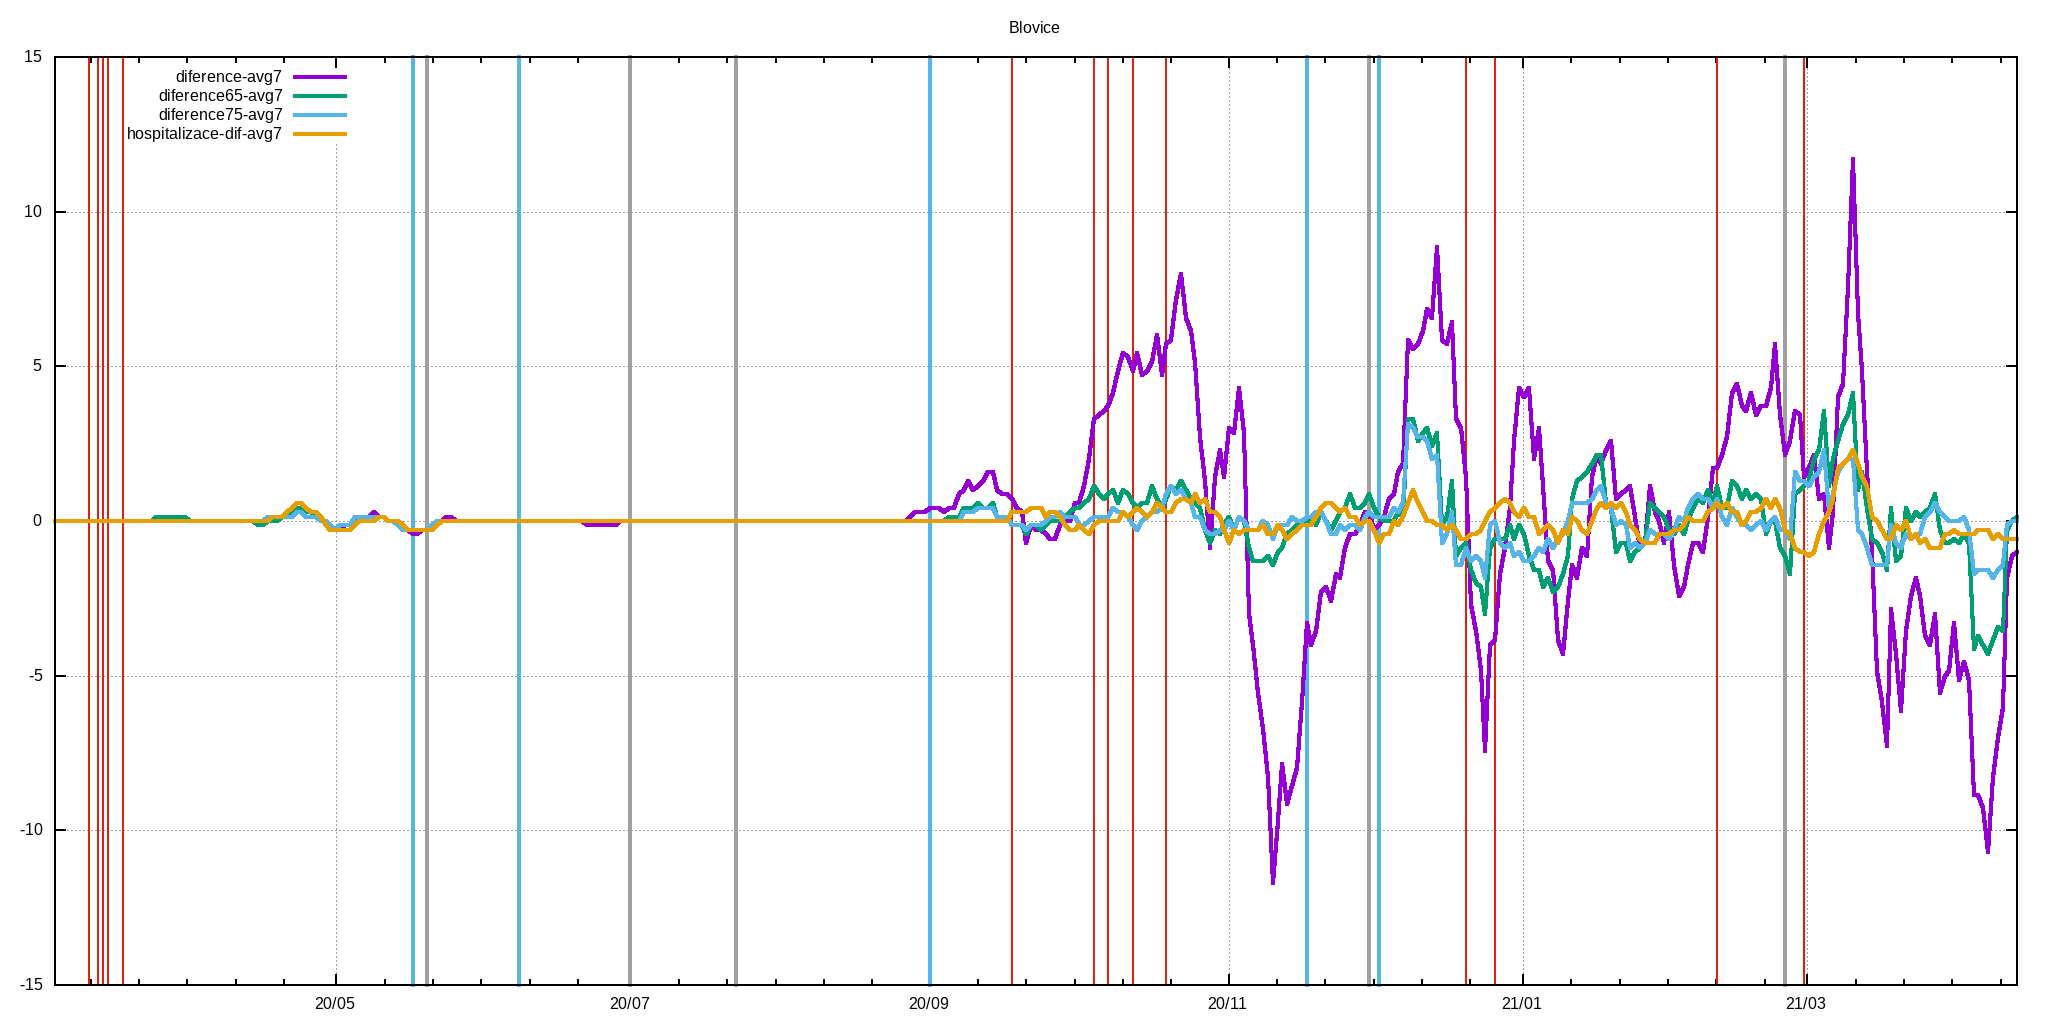 Blovice
15
10
5
0
-5
-10
-15
diference-avg7
diference65-avg7
diference75-avg7
hospitalizace-dif-avg7
20/05 20/07 20/09 20/11 21/01 21/03